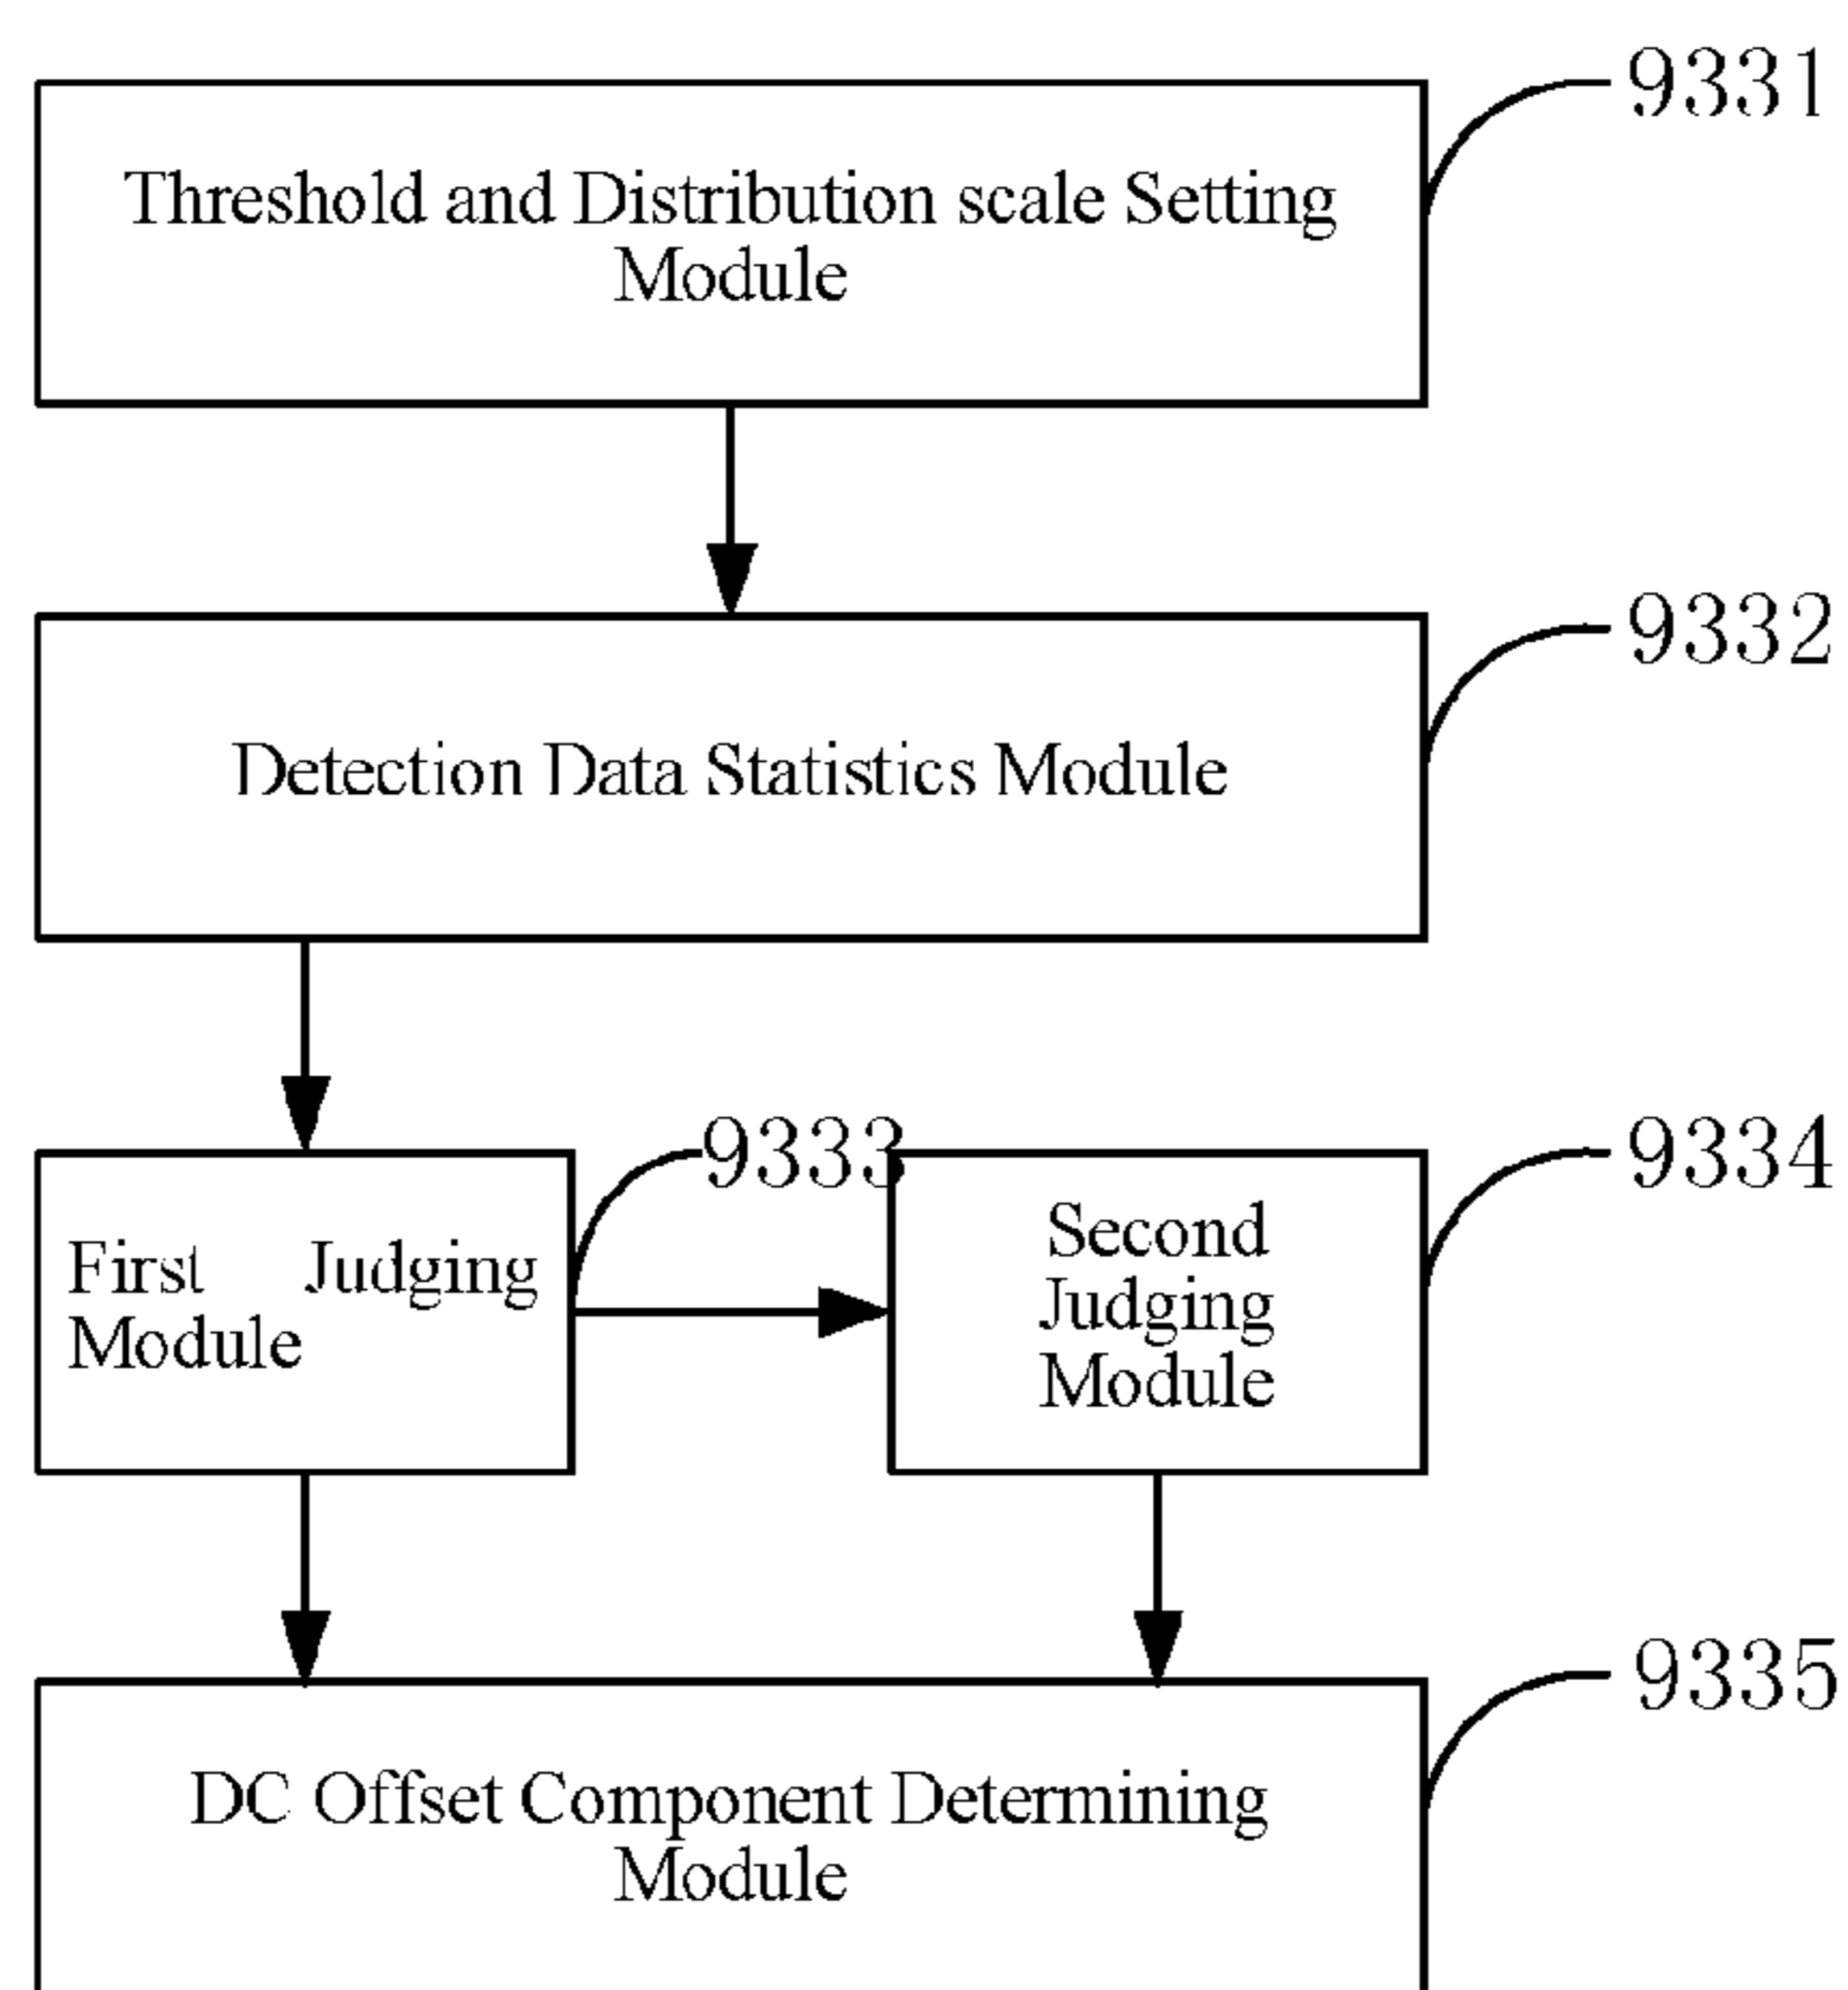 9331
Threshold and Distribution scale Setting
Module
9332
Detection Data Statistics Module
9333
9334
First Judging
Module
Second
Judging
Module
9335
DC Offset Component Determining
Module